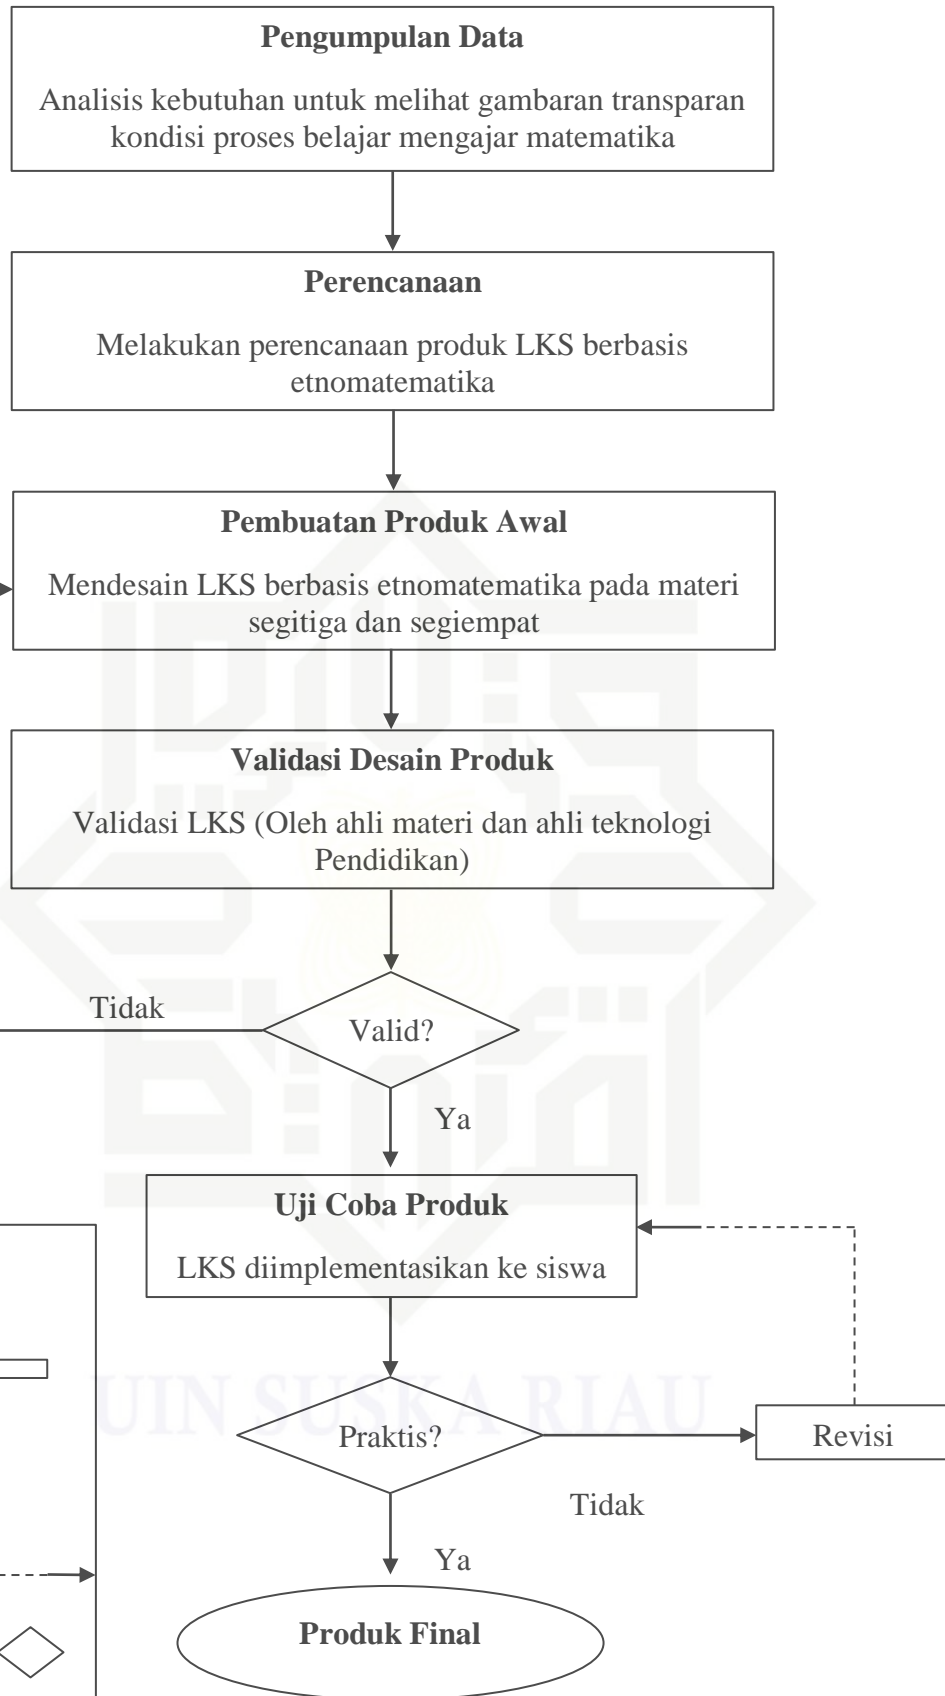 Pengumpulan Data
Analisis kebutuhan untuk melihat gambaran transparan
kondisi proses belajar mengajar matematika
Perencanaan
Melakukan perencanaan produk LKS berbasis
etnomatematika
Pembuatan Produk Awal
Mendesain LKS berbasis etnomatematika pada materi
segitiga dan segiempat
Validasi Desain Produk
Validasi LKS (Oleh ahli materi dan ahli teknologi
Pendidikan)
Tidak
Valid?
Ya
Uji Coba Produk
LKS diimplementasikan ke siswa
UIN SUSKA RIAU
Praktis?
Revisi
Tidak
Ya
Produk Final